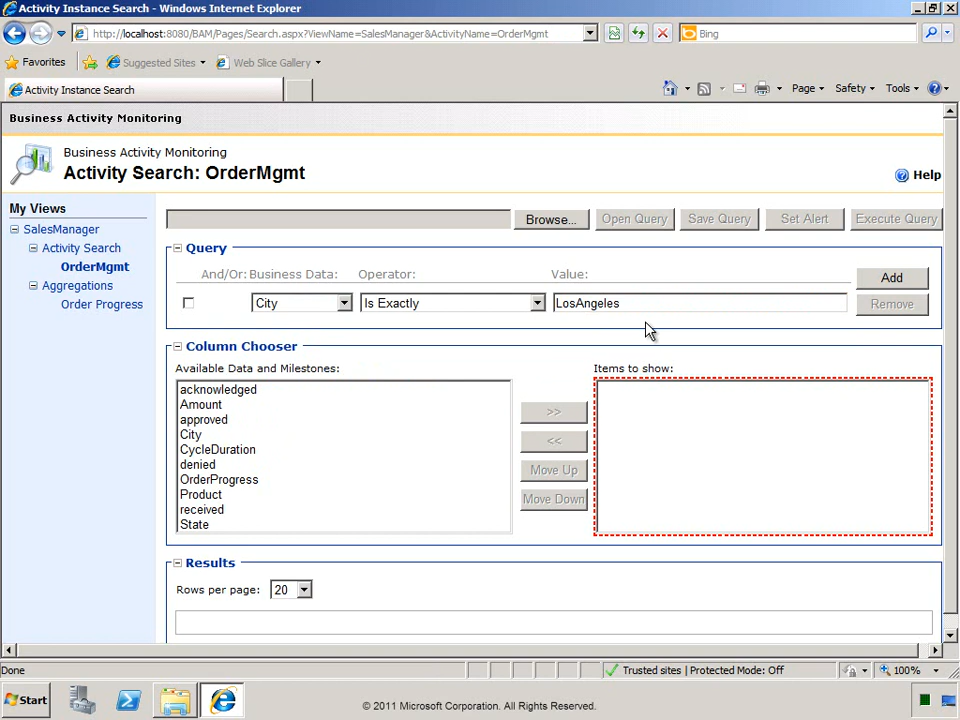 Activity Instance Search - Windows Internet Explorer
http://localhost:8080/BAM/Pages/Search.aspx?ViewName=SalesManager&ActivityName=OrderMgmt
Bing
Favorites
Suggested Sites
Web Slice Gallery
Activity Instance Search
Page
Safety
Tools
Business Activity Monitoring
Business Activity Monitoring
Activity Search: OrderMgmt
Help
My Views
SalesManager
Activity Search
OrderMgmt
Aggregations
Order Progress
Browse...
Open Query
Save Query
Set Alert
Execute Query
Query
And/Or: Business Data: Operator: Value:
Add
City
Is Exactly
LosAngeles
Remove
Column Chooser
Available Data and Milestones:
Items to show:
acknowledged
Amount
approved
City
CycleDuration
denied
OrderProgress
Product
received
State
>>
<<
Move Up
Move Down
Results
Rows per page: 20
Done
Trusted sites | Protected Mode: Off
100%
Start
© 2011 Microsoft Corporation. All Rights Reserved.